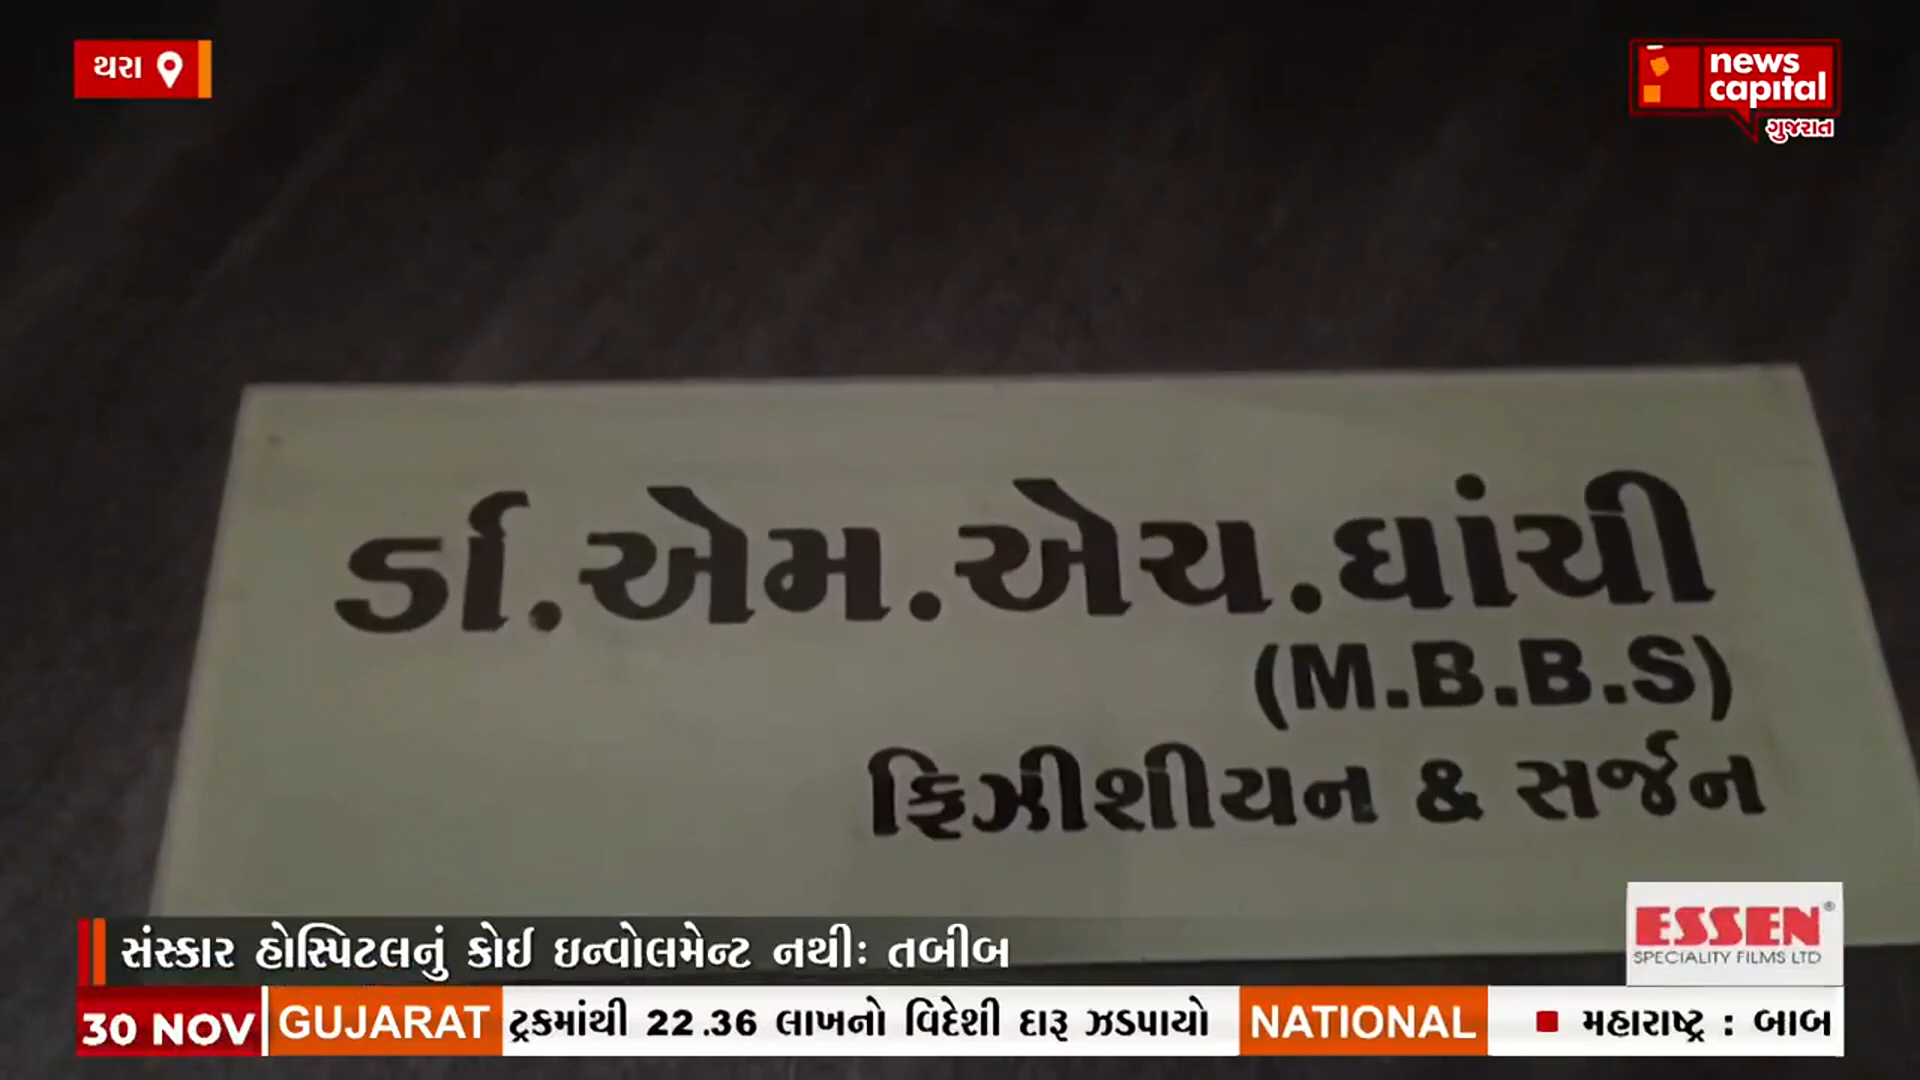 થરા
news
capital
ગુજરાત
ર્ડા.એમ.એચ.ઘાંચી
(M.B.B.S)
ફિઝીશીયન & સર્જન
સંસ્કાર હોસ્પિટલનું કોઈ ઇન્વોલમેન્ટ નથીઃ તબીબ
ESSEN®
SPECIALITY FILMS LTD
30 NOV GUJARAT ટ્રકમાંથી 22.36 લાખનો વિદેશી દારૂ ઝડપાયો NATIONAL ■ મહારાષ્ટ્ર : બાબ